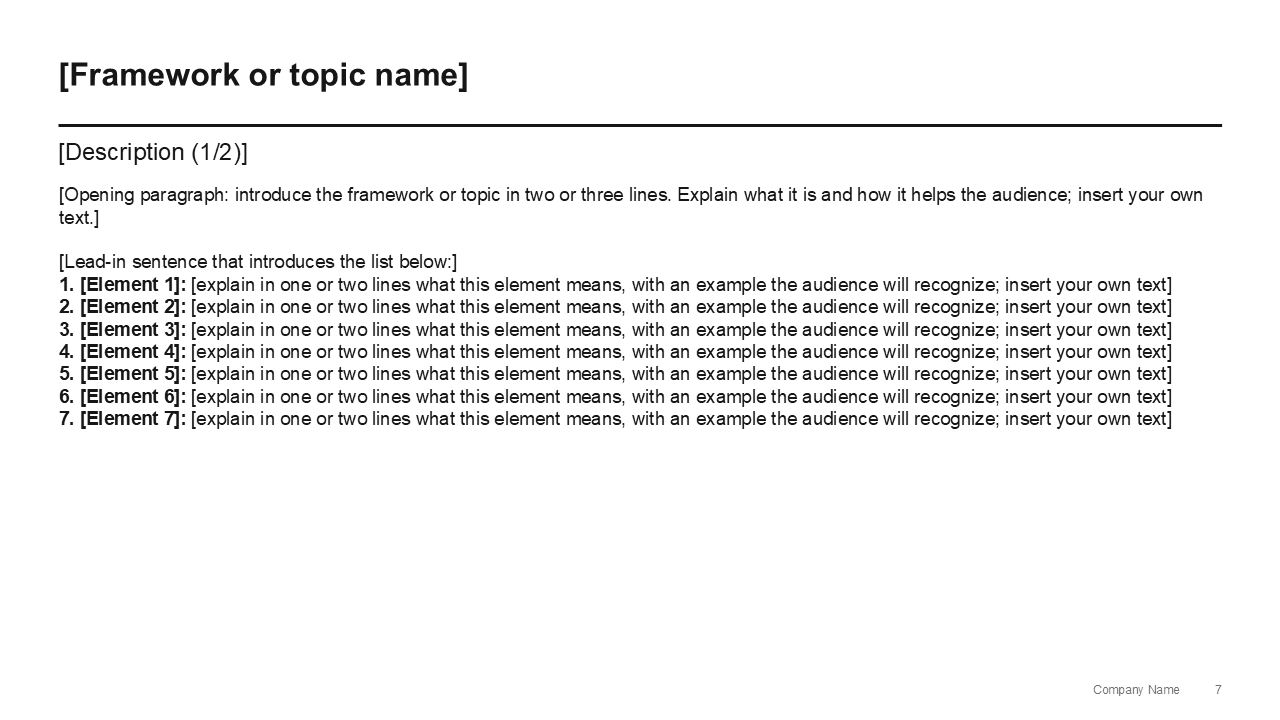 [Framework or topic name]
[Description (1/2)]
[Opening paragraph: introduce the framework or topic in two or three lines. Explain what it is and how it helps the audience; insert your own
text.]
[Lead-in sentence that introduces the list below:]
1. [Element 1]: [explain in one or two lines what this element means, with an example the audience will recognize; insert your own text]
2. [Element 2]: [explain in one or two lines what this element means, with an example the audience will recognize; insert your own text]
3. [Element 3]: [explain in one or two lines what this element means, with an example the audience will recognize; insert your own text]
4. [Element 4]: [explain in one or two lines what this element means, with an example the audience will recognize; insert your own text]
5. [Element 5]: [explain in one or two lines what this element means, with an example the audience will recognize; insert your own text]
6. [Element 6]: [explain in one or two lines what this element means, with an example the audience will recognize; insert your own text]
7. [Element 7]: [explain in one or two lines what this element means, with an example the audience will recognize; insert your own text]
Company Name 7